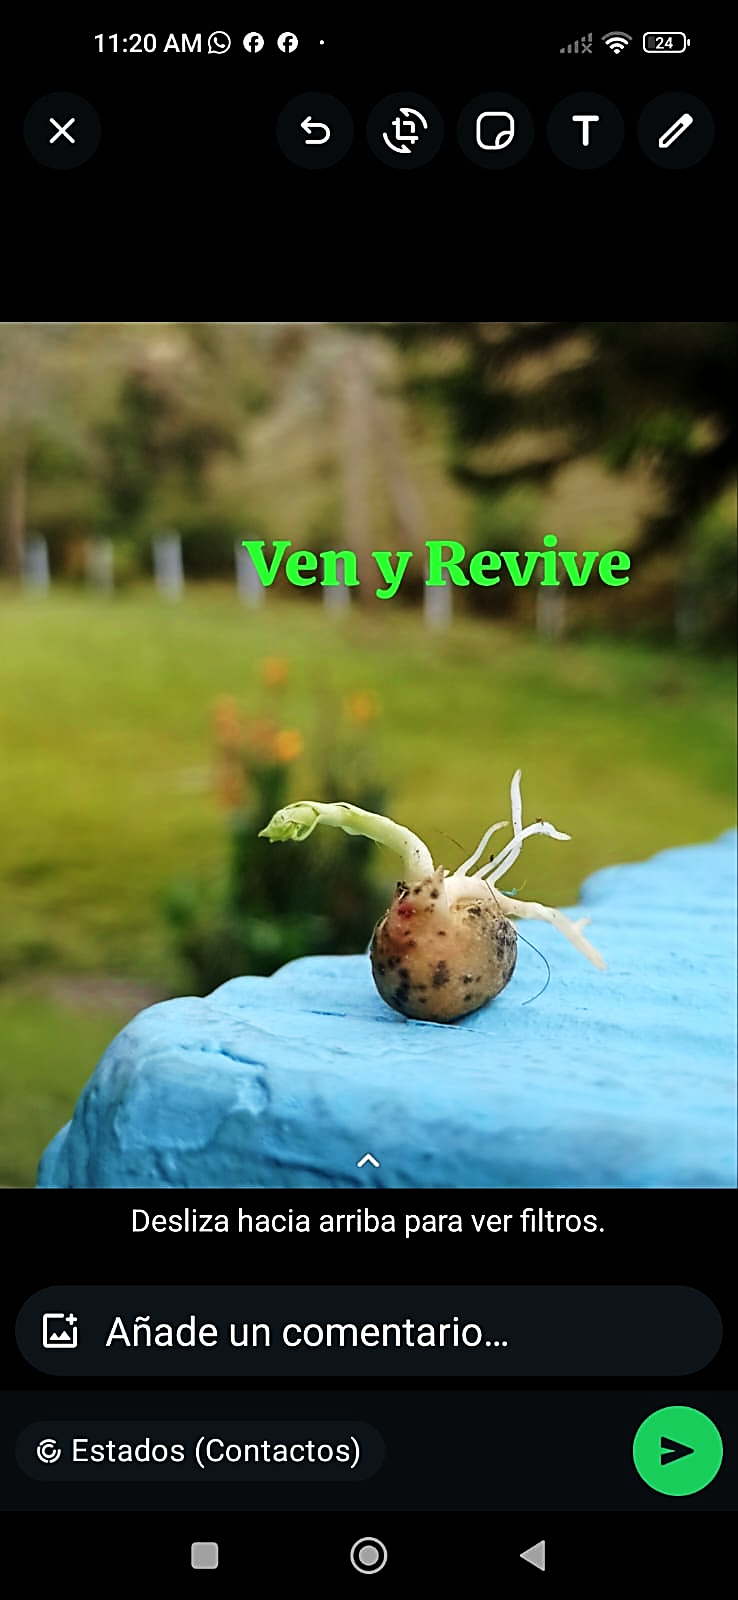 11:20 AM
24
T
Ven y Revive
Desliza hacia arriba para ver filtros.
Añade un comentario...
Estados (Contactos)